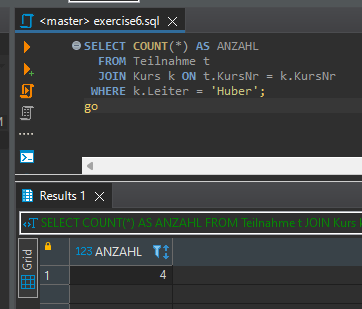 <master> exercise6.sql
SELECT COUNT(*) AS ANZAHL
FROM Teilnahme t
JOIN Kurs k ON t.KursNr = k.KursNr
WHERE k.Leiter = 'Huber';
go
Results 1
SELECT COUNT(*) AS ANZAHL FROM Teilnahme t JOIN Kurs
Grid
123 ANZAHL
1 4